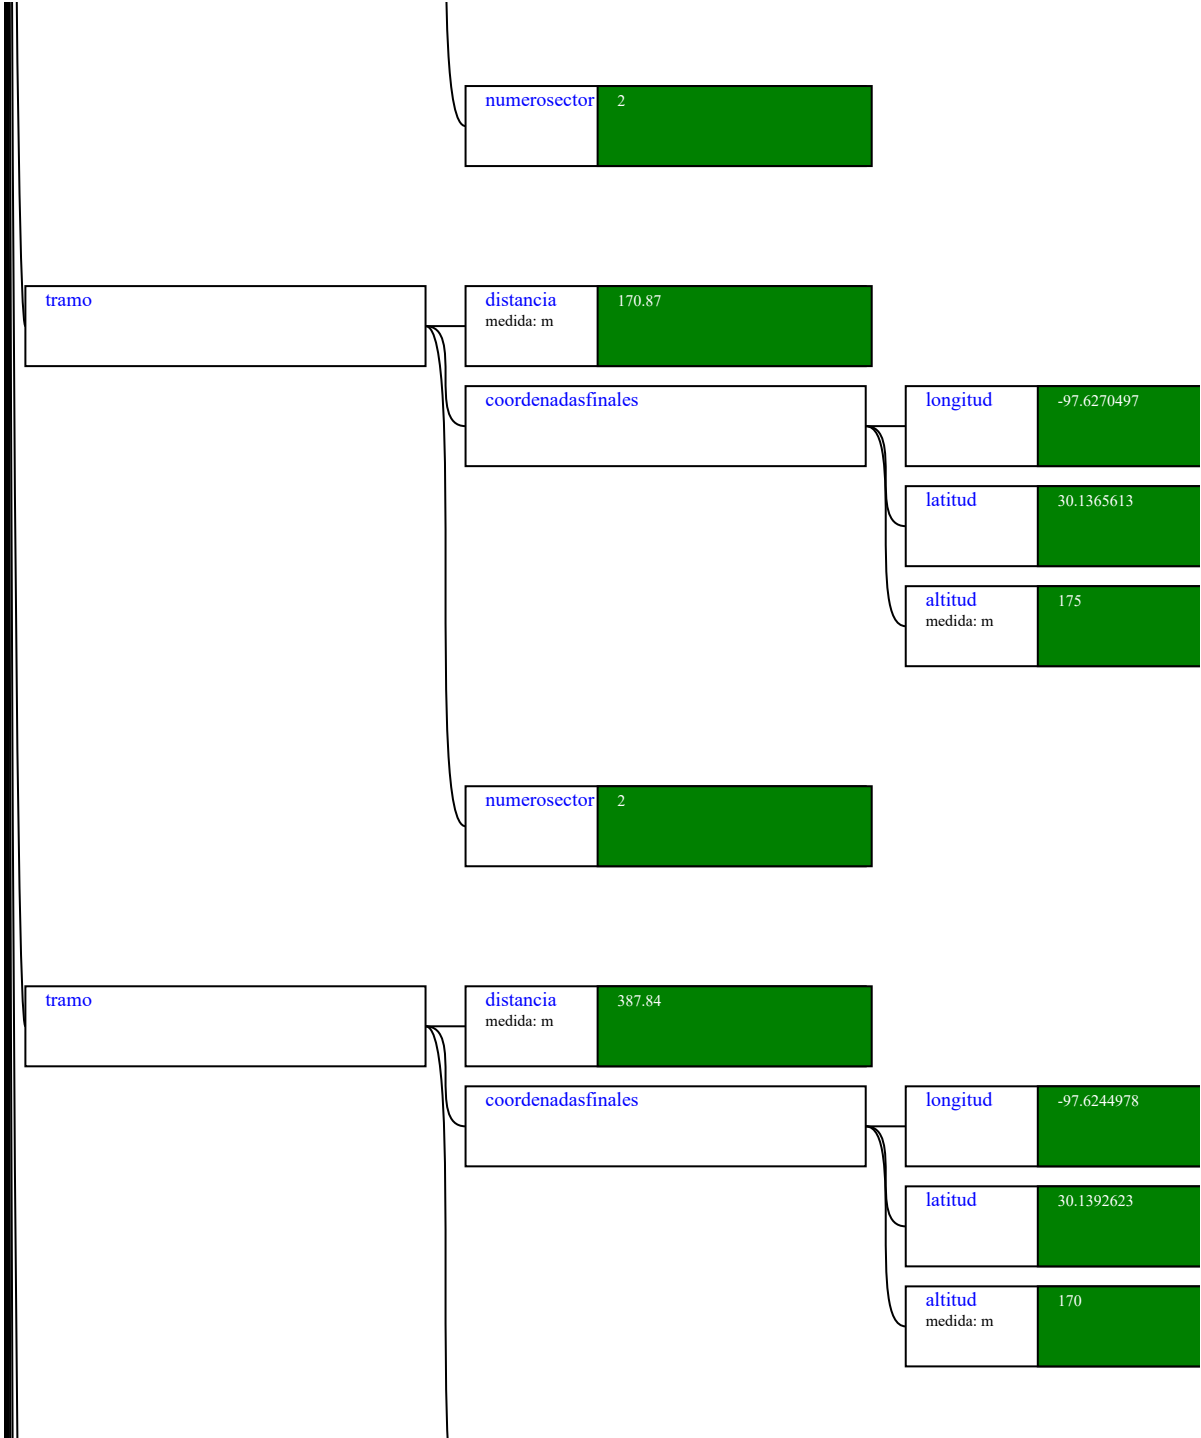 numerosector 2
tramo
distancia 170.87
medida: m
coordenadasfinales
longitud -97.6270497
latitud 30.1365613
altitud 175
medida: m
numerosector 2
tramo
distancia 387.84
medida: m
coordenadasfinales
longitud -97.6244978
latitud 30.1392623
altitud 170
medida: m